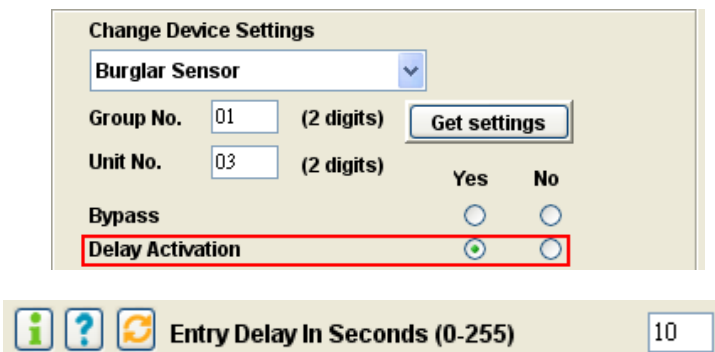 Change Device Settings
Burglar Sensor
Group No. 01 (2 digits) Get settings
Unit No. 03 (2 digits)
Yes No
Bypass
Delay Activation
i ? Entry Delay In Seconds (0-255) 10